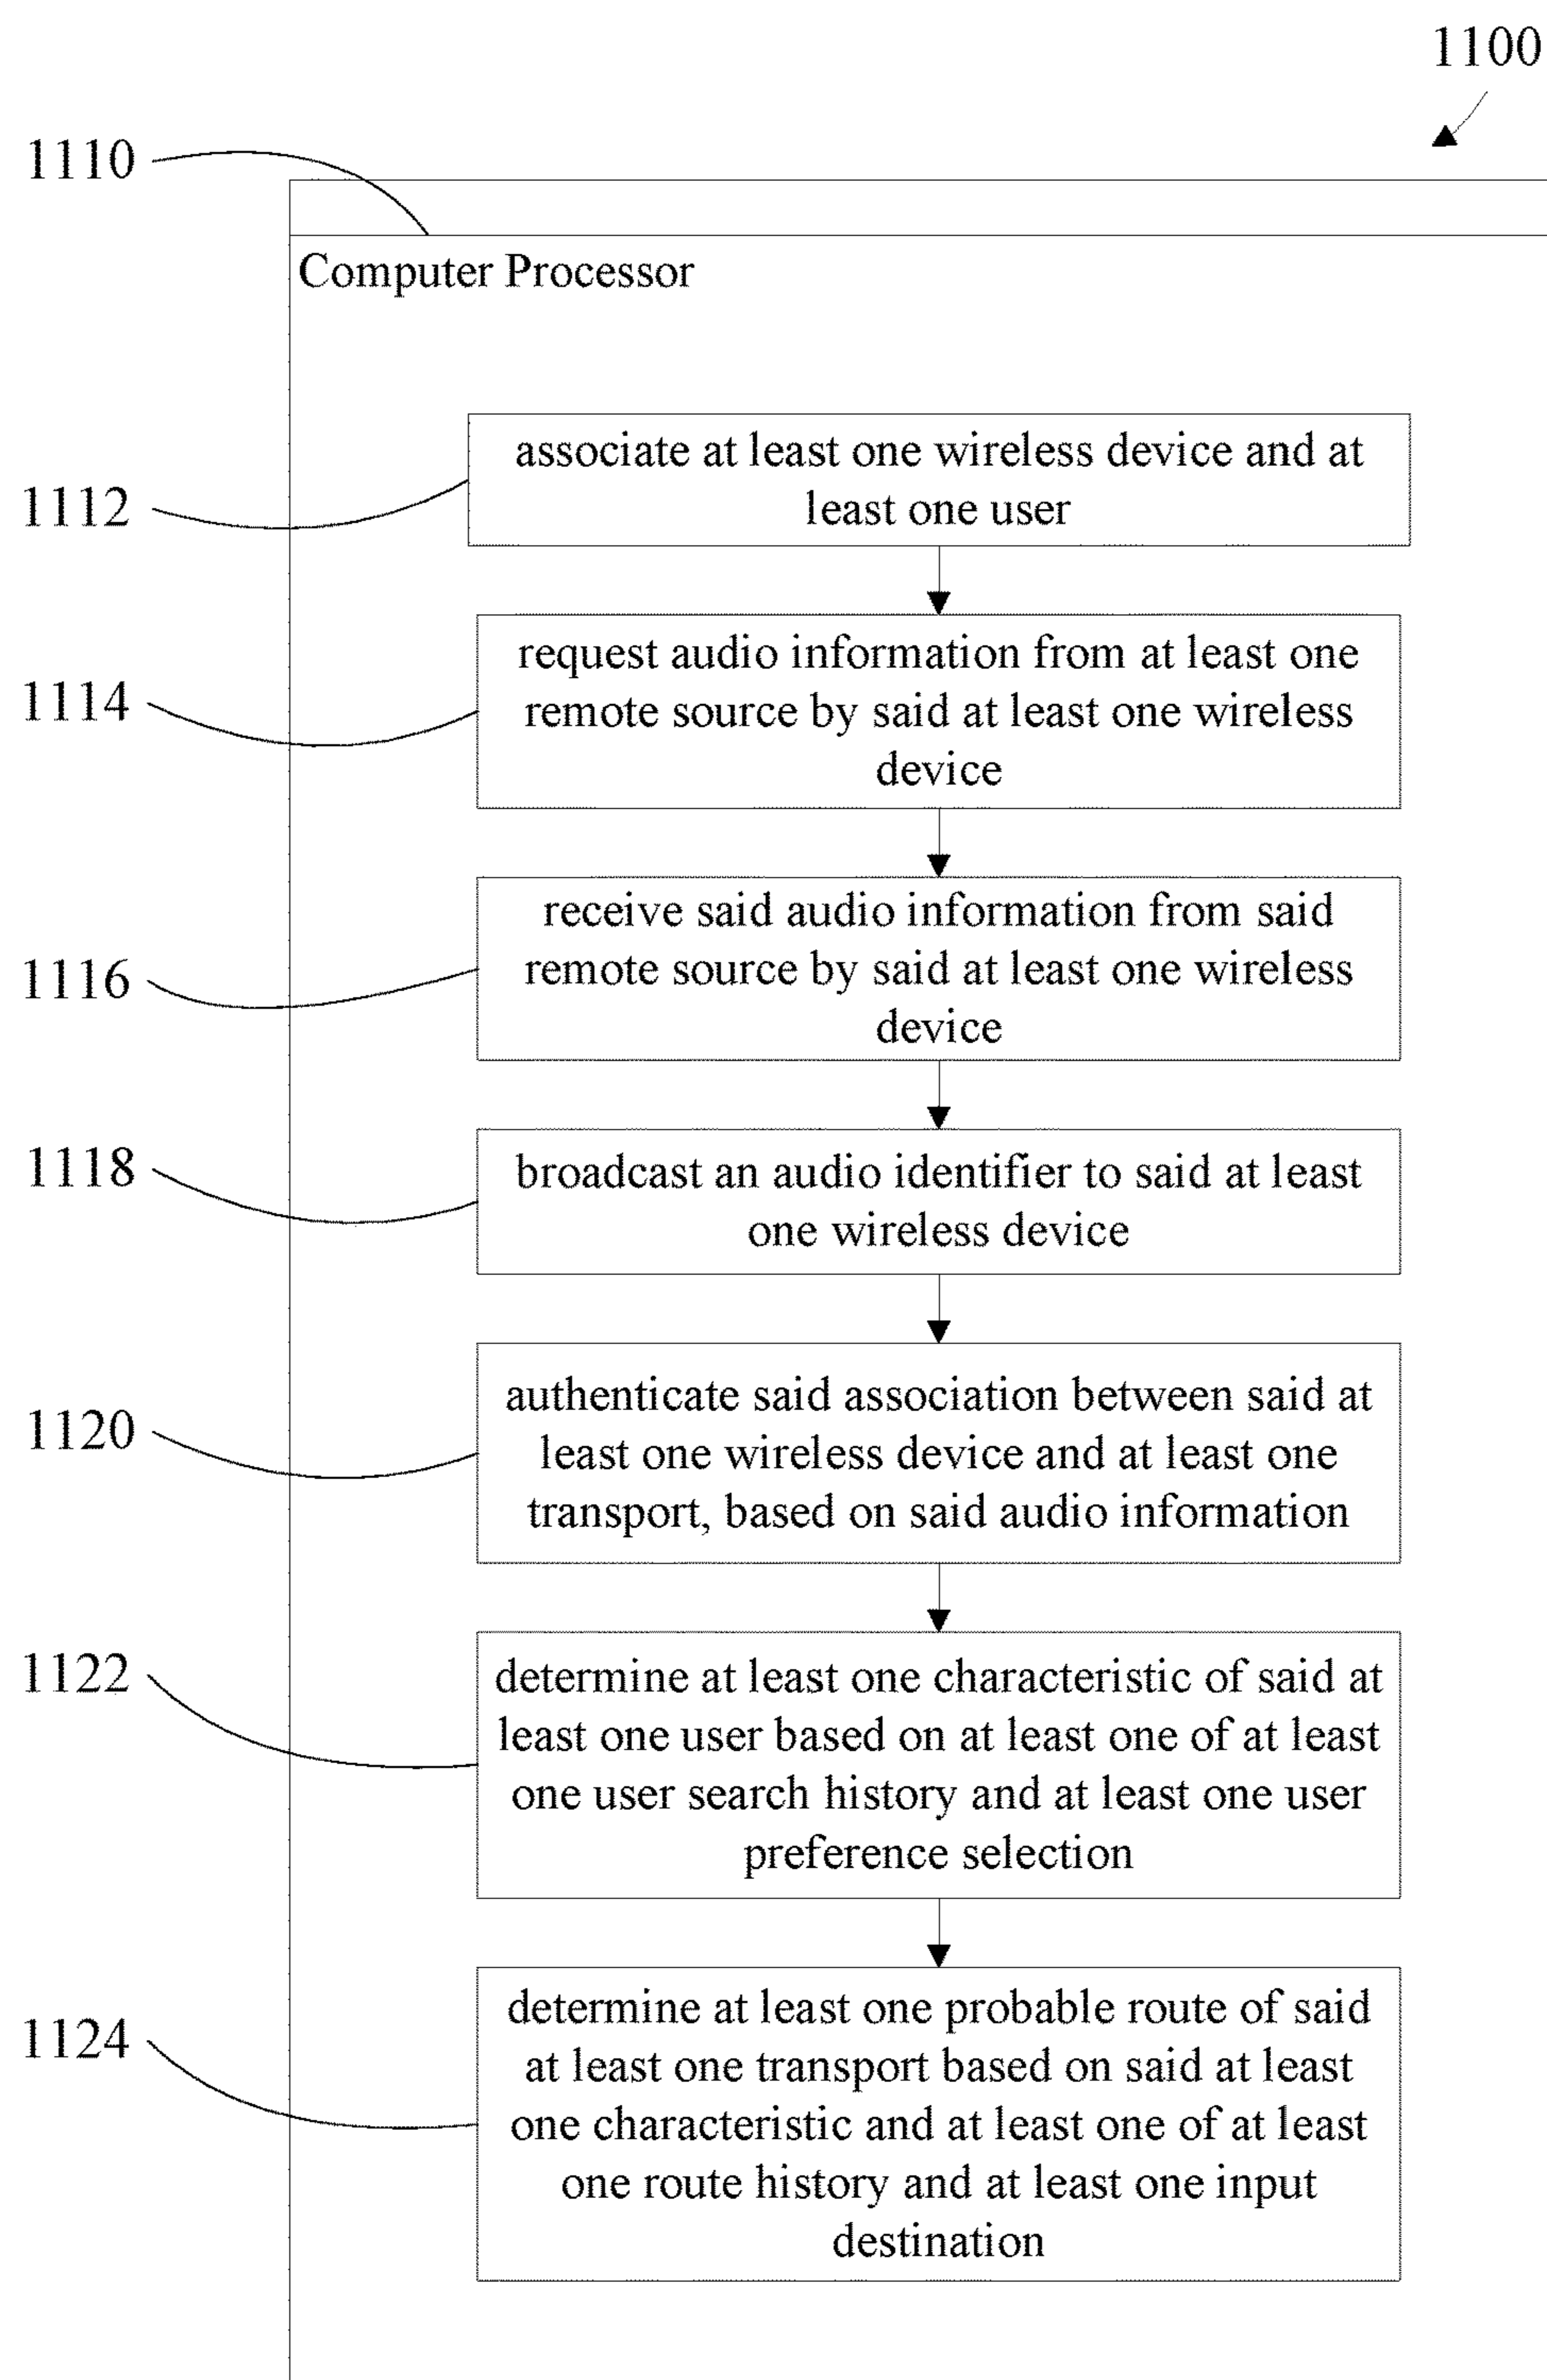 1100
1110
Computer Processor
associate at least one wireless device and at
least one user
1112
request audio information from at least one
remote source by said at least one wireless
device
1114
receive said audio information from said
remote source by said at least one wireless
device
1116
broadcast an audio identifier to said at least
one wireless device
1118
authenticate said association between said at
least one wireless device and at least one
transport, based on said audio information
1120
determine at least one characteristic of said at
least one user based on at least one of at least
one user search history and at least one user
preference selection
1122
determine at least one probable route of said
at least one transport based on said at least
one characteristic and at least one of at least
one route history and at least one input
destination
1124